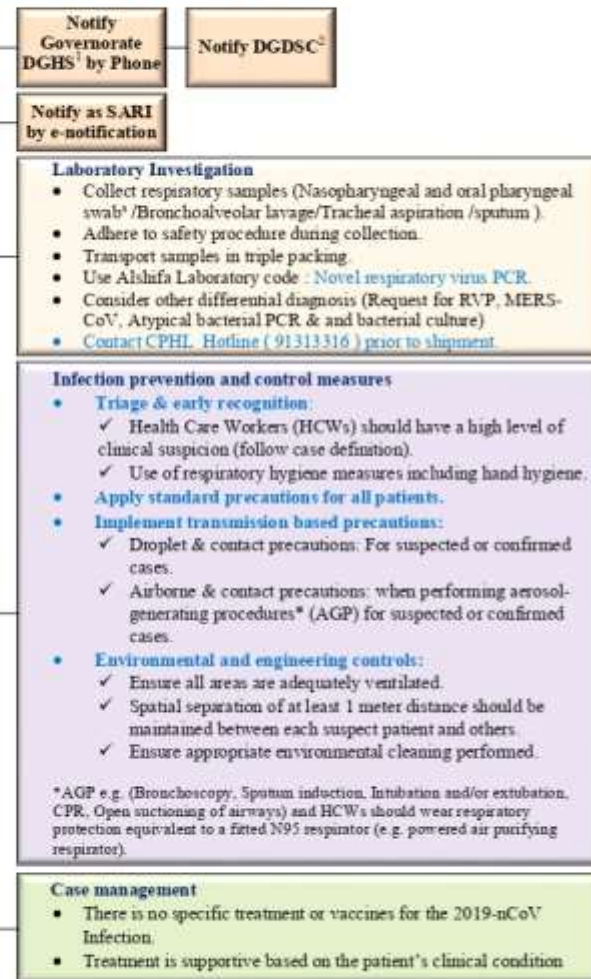 Notify
Governorate
DGHS¹ by Phone
Notify DGDSC²
Notify as SARI
by e-notification
Laboratory Investigation
• Collect respiratory samples (Nasopharyngeal and oral pharyngeal
swabª /Bronchoalveolar lavage/Tracheal aspiration /sputum ).
• Adhere to safety procedure during collection.
• Transport samples in triple packing.
• Use Alshifa Laboratory code : Novel respiratory virus PCR.
• Consider other differential diagnosis (Request for RVP, MERS-
CoV, Atypical bacterial PCR & and bacterial culture)
• Contact CPHL Hotline ( 91313316 ) prior to shipment.
Infection prevention and control measures
• Triage & early recognition:
✓ Health Care Workers (HCWs) should have a high level of
clinical suspicion (follow case definition).
✓ Use of respiratory hygiene measures including hand hygiene.
• Apply standard precautions for all patients.
• Implement transmission based precautions:
✓ Droplet & contact precautions: For suspected or confirmed
cases.
✓ Airborne & contact precautions: when performing aerosol-
generating procedures* (AGP) for suspected or confirmed
cases.
• Environmental and engineering controls:
✓ Ensure all areas are adequately ventilated.
✓ Spatial separation of at least 1 meter distance should be
maintained between each suspect patient and others.
✓ Ensure appropriate environmental cleaning performed.
*AGP e.g. (Bronchoscopy, Sputum induction, Intubation and/or extubation,
CPR, Open suctioning of airways) and HCWs should wear respiratory
protection equivalent to a fitted N95 respirator (e.g. powered air purifying
respirator).
Case management
• There is no specific treatment or vaccines for the 2019-nCoV
Infection.
• Treatment is supportive based on the patient's clinical condition